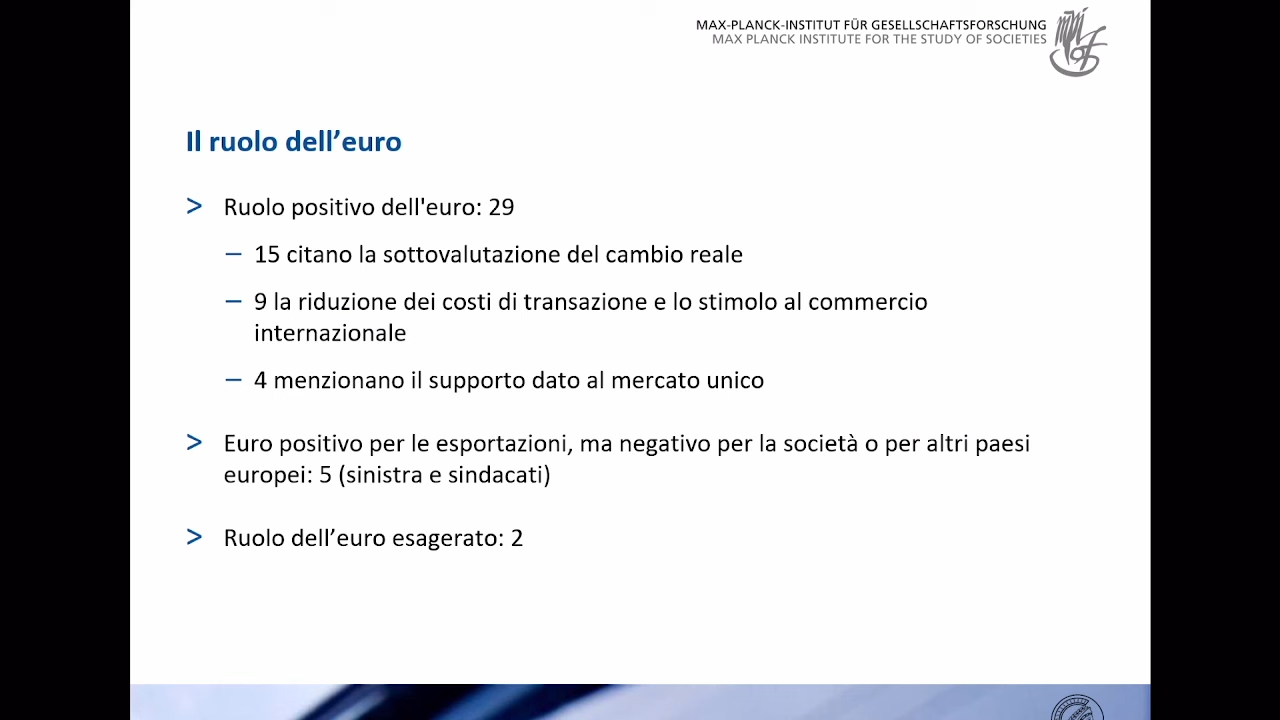 MAX-PLANCK-INSTITUT FÜR GESELLSCHAFTSFORSCHUNG
MAX PLANCK INSTITUTE FOR THE STUDY OF SOCIETIES
Il ruolo dell’euro
> Ruolo positivo dell'euro: 29
– 15 citano la sottovalutazione del cambio reale
– 9 la riduzione dei costi di transazione e lo stimolo al commercio
internazionale
– 4 menzionano il supporto dato al mercato unico
> Euro positivo per le esportazioni, ma negativo per la società o per altri paesi
europei: 5 (sinistra e sindacati)
> Ruolo dell’euro esagerato: 2